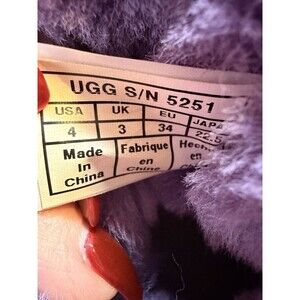 UGG S/N 5251
USA UK EU JAPA
4 3 34 22.5
Made Fabrique Hech
In en en
China Chine